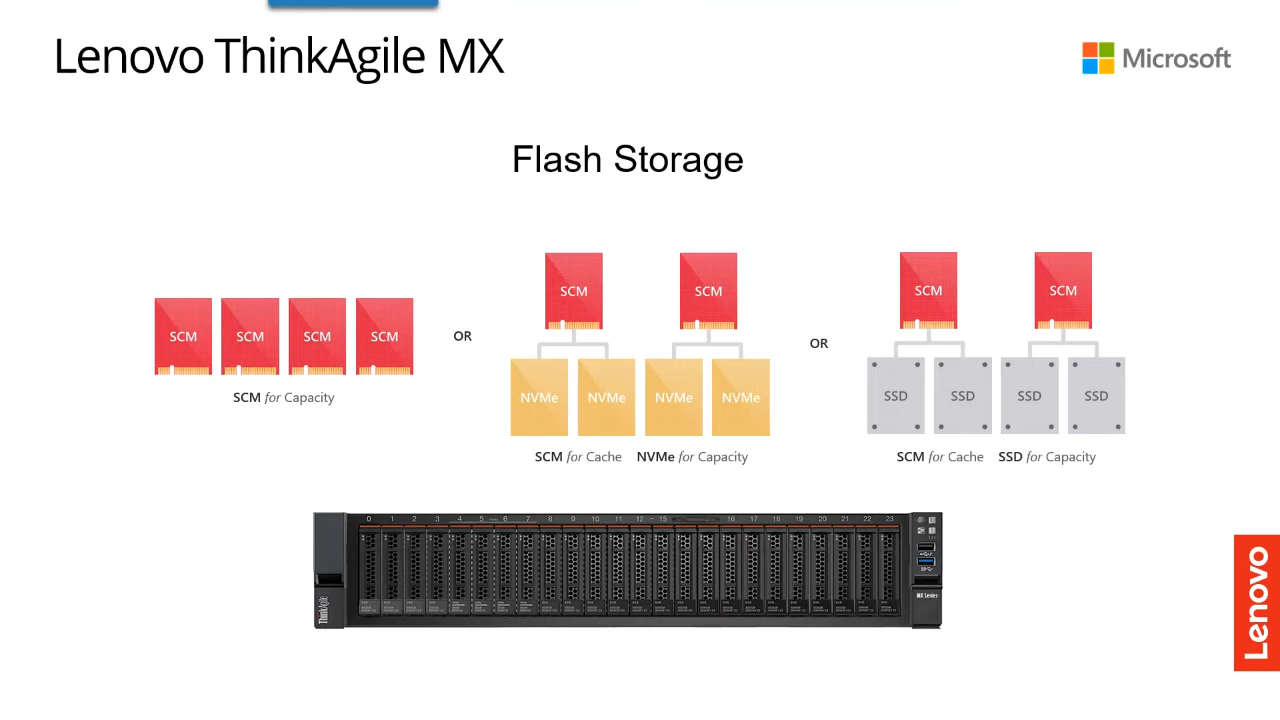 Lenovo ThinkAgile MX
Microsoft
Flash Storage
SCM SCM SCM SCM
SCM for Capacity
OR
SCM SCM
NVMe NVMe NVMe NVMe
SCM for Cache NVMe for Capacity
OR
SCM SCM
SSD SSD SSD SSD
SCM for Cache SSD for Capacity
0 1 2 3 4 5 6 7 8 9 10 11 12 - 15 16 17 18 19 20 21 22 23
ThinkAgile
MX Series
Lenovo